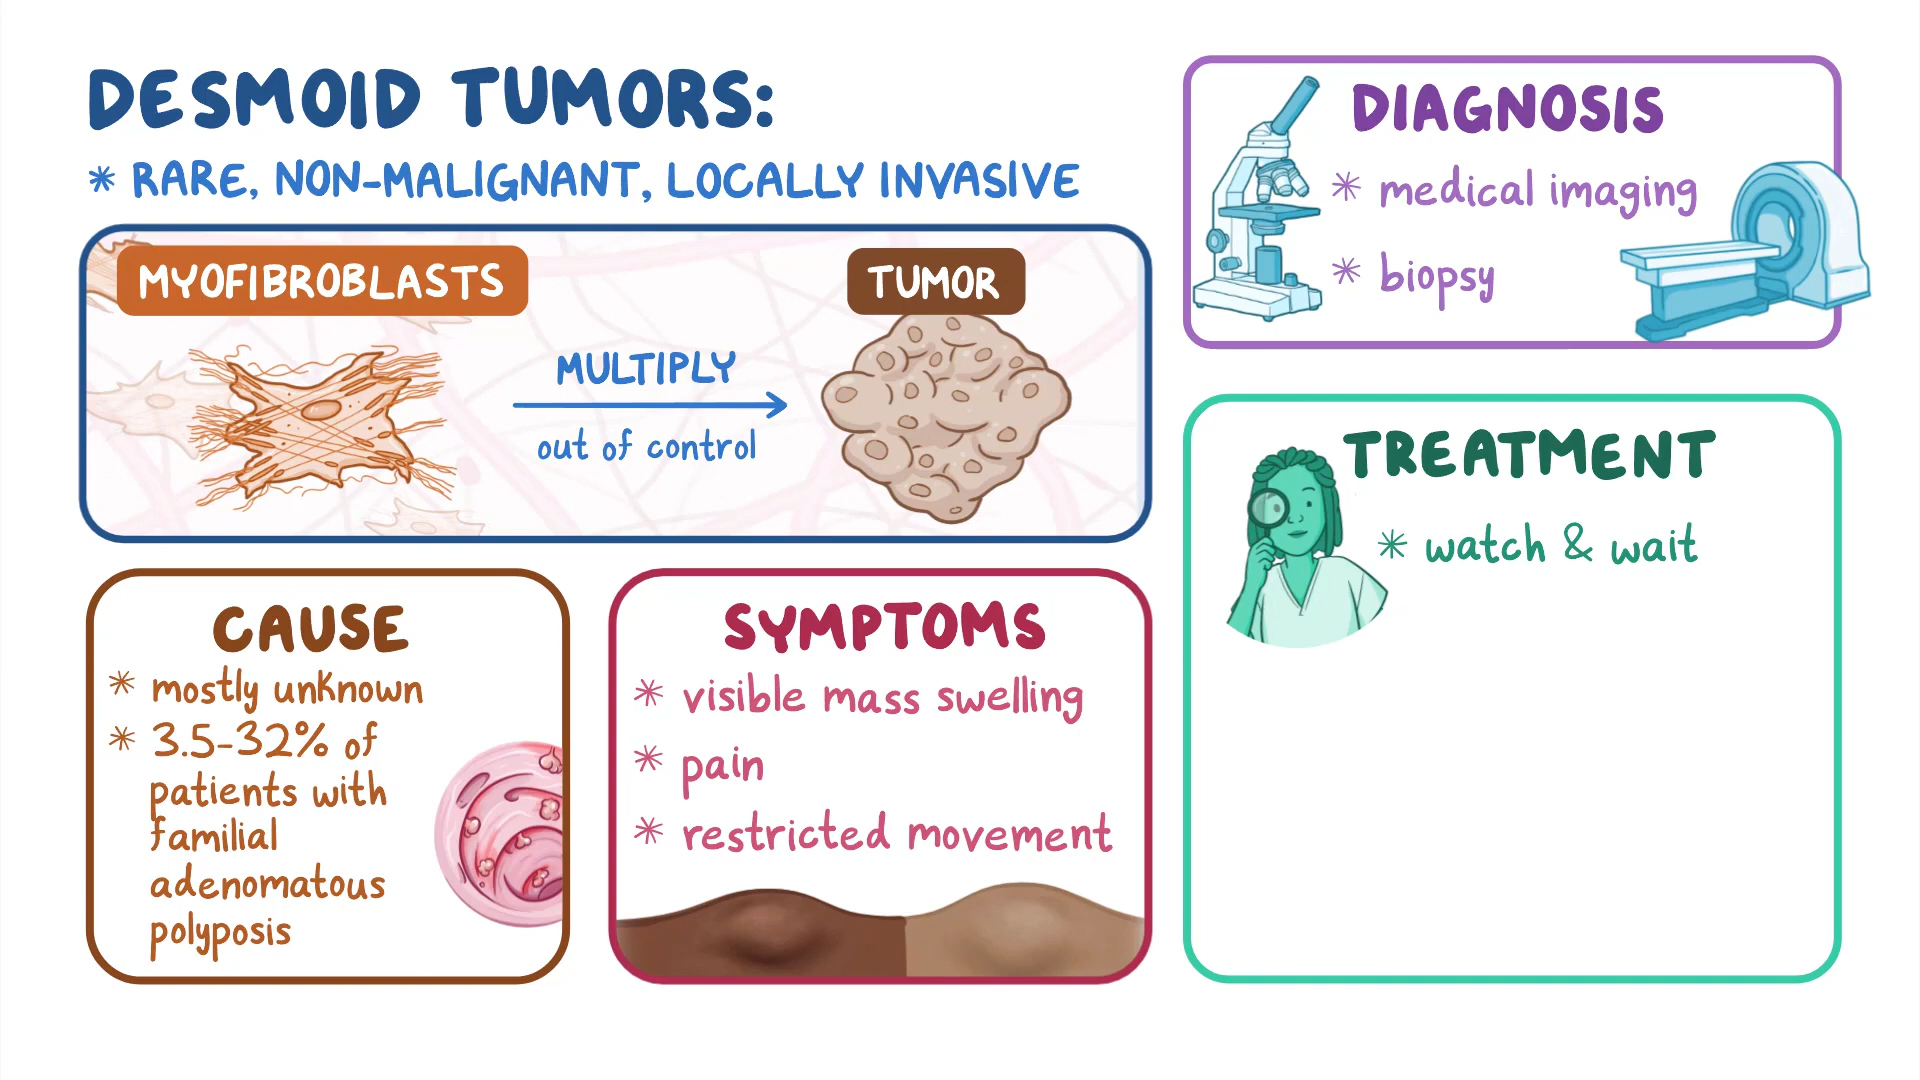 DESMOID TUMORS:
* RARE, NON-MALIGNANT, LOCALLY INVASIVE
MYOFIBROBLASTS
MULTIPLY
out of control
TUMOR
CAUSE
* mostly unknown
* 3.5-32% of
patients with
familial
adenomatous
polyposis
SYMPTOMS
* visible mass swelling
* pain
* restricted movement
DIAGNOSIS
* medical imaging
* biopsy
TREATMENT
* watch & wait